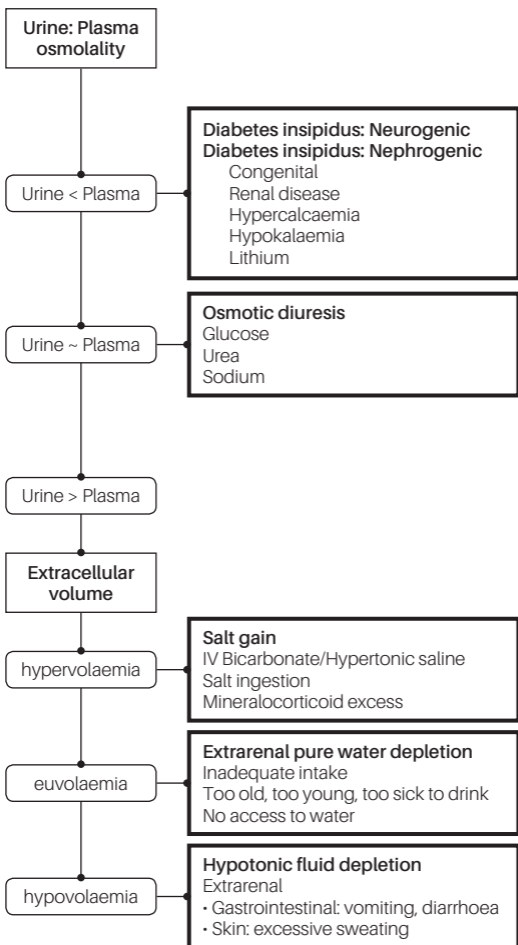 Urine: Plasma
osmolality
Urine < Plasma
Diabetes insipidus: Neurogenic
Diabetes insipidus: Nephrogenic
Congenital
Renal disease
Hypercalcaemia
Hypokalaemia
Lithium
Urine ~ Plasma
Osmotic diuresis
Glucose
Urea
Sodium
Urine > Plasma
Extracellular
volume
hypervolaemia
Salt gain
IV Bicarbonate/Hypertonic saline
Salt ingestion
Mineralocorticoid excess
euvolaemia
Extrarenal pure water depletion
Inadequate intake
Too old, too young, too sick to drink
No access to water
hypovolaemia
Hypotonic fluid depletion
Extrarenal
• Gastrointestinal: vomiting, diarrhoea
• Skin: excessive sweating